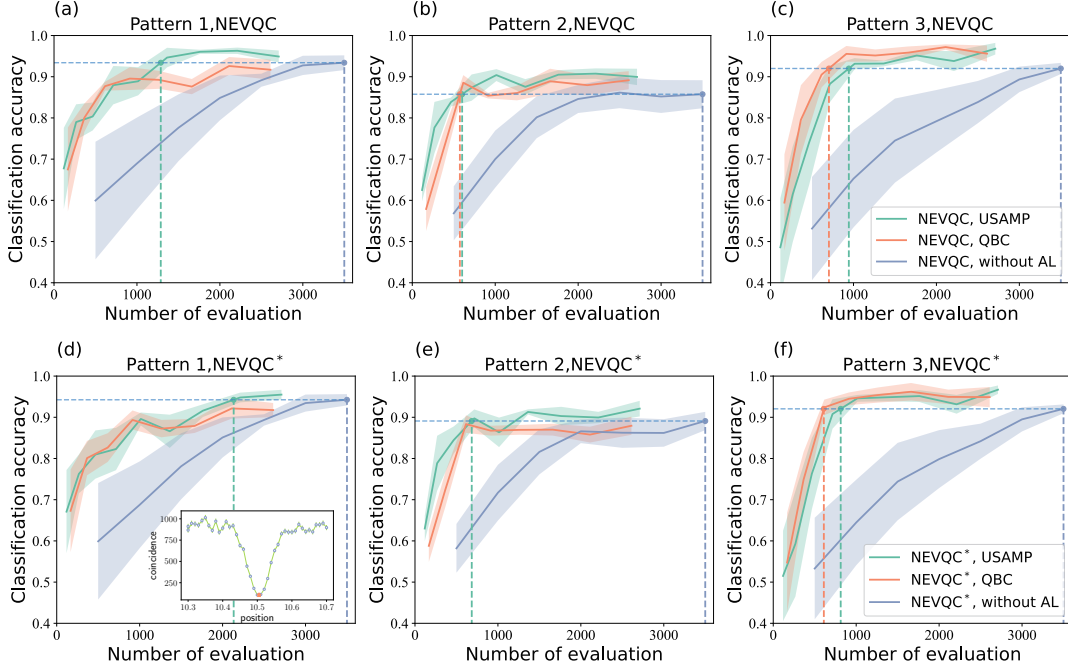 (a) Pattern 1,NEVQC
(b) Pattern 2,NEVQC
(c) Pattern 3,NEVQC
Classification accuracy
1.0
0.9
0.8
0.7
0.6
0.5
0.4
0 1000 2000 3000
Number of evaluation
Classification accuracy
1.0
0.9
0.8
0.7
0.6
0.5
0.4
0 1000 2000 3000
Number of evaluation
Classification accuracy
1.0
0.9
0.8
0.7
0.6
0.5
0.4
NEVQC, USAMP
NEVQC, QBC
NEVQC, without AL
0 1000 2000 3000
Number of evaluation
(d) Pattern 1,NEVQC*
(e) Pattern 2,NEVQC*
(f) Pattern 3,NEVQC*
Classification accuracy
1.0
0.9
0.8
0.7
0.6
0.5
0.4
coincidence
1000
750
500
250
10.3 10.4 10.5 10.6 10.7
position
0 1000 2000 3000
Number of evaluation
Classification accuracy
1.0
0.9
0.8
0.7
0.6
0.5
0.4
0 1000 2000 3000
Number of evaluation
Classification accuracy
1.0
0.9
0.8
0.7
0.6
0.5
0.4
NEVQC*, USAMP
NEVQC*, QBC
NEVQC*, without AL
0 1000 2000 3000
Number of evaluation